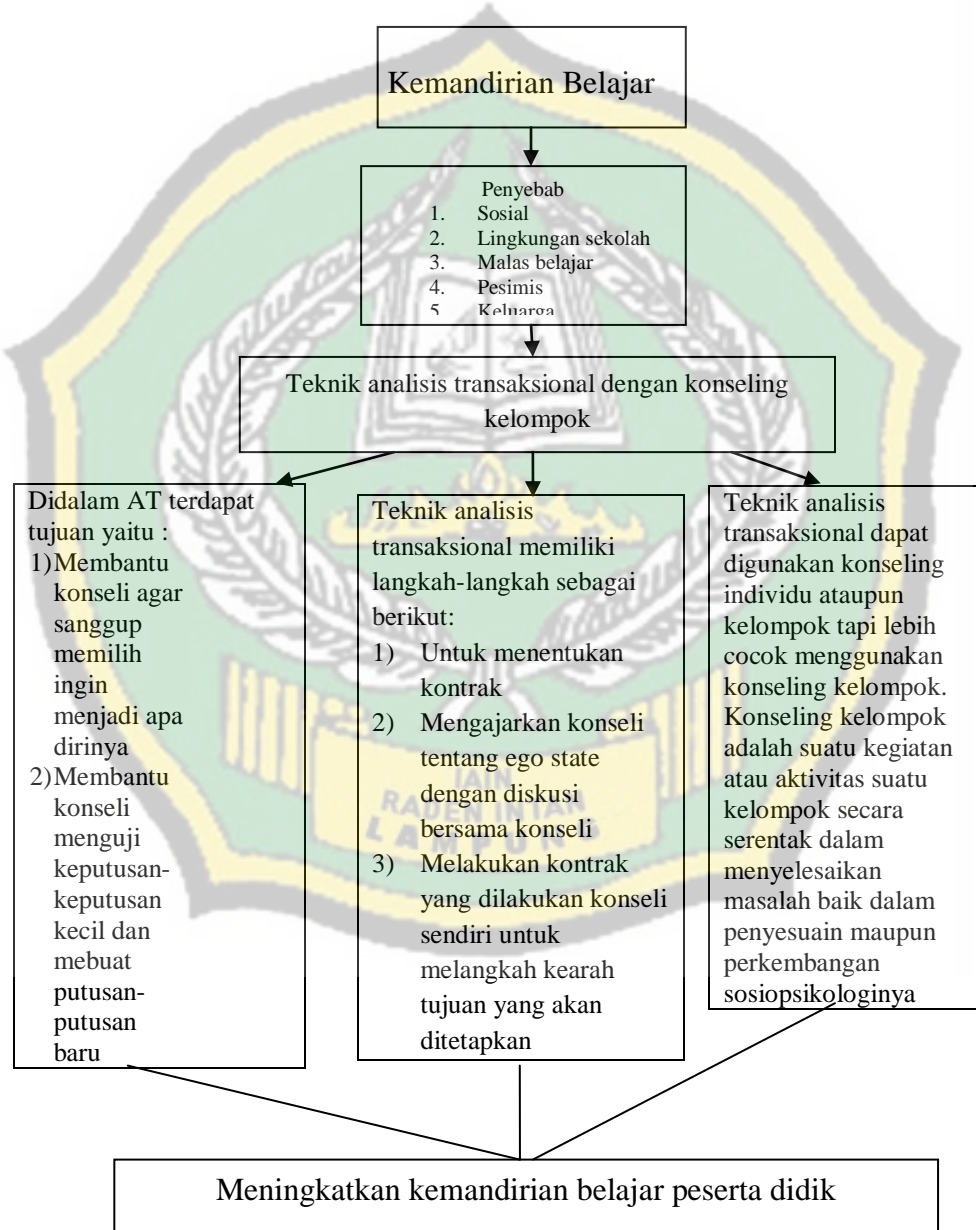 Kemandirian Belajar
Penyebab
1. Sosial
2. Lingkungan sekolah
3. Malas belajar
4. Pesimis
5. Keluarga
Teknik analisis transaksional dengan konseling
kelompok
Didalam AT terdapat
tujuan yaitu :
1)Membantu
konseli agar
sanggup
memilih
ingin
menjadi apa
dirinya
2)Membantu
konseli
menguji
keputusan-
keputusan
kecil dan
mebuat
putusan-
putusan
baru
Teknik analisis
transaksional memiliki
langkah-langkah sebagai
berikut:
1) Untuk menentukan
kontrak
2) Mengajarkan konseli
tentang ego state
dengan diskusi
bersama konseli
3) Melakukan kontrak
yang dilakukan konseli
sendiri untuk
melangkah kearah
tujuan yang akan
ditetapkan
Teknik analisis
transaksional dapat
digunakan konseling
individu ataupun
kelompok tapi lebih
cocok menggunakan
konseling kelompok.
Konseling kelompok
adalah suatu kegiatan
atau aktivitas suatu
kelompok secara
serentak dalam
menyelesaikan
masalah baik dalam
penyesuain maupun
perkembangan
sosiopsikologinya
IAIN
RADEN INTAN
LAMPUNG
Meningkatkan kemandirian belajar peserta didik